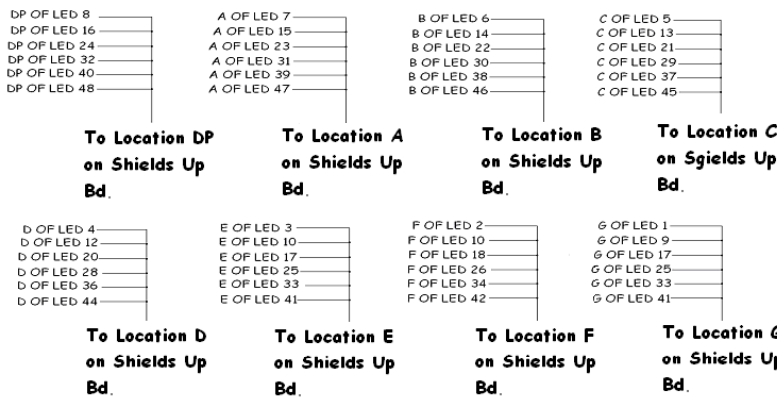 DP OF LED 8
DP OF LED 16
DP OF LED 24
DP OF LED 32
DP OF LED 40
DP OF LED 48
To Location DP
on Shields Up
Bd.
A OF LED 7
A OF LED 15
A OF LED 23
A OF LED 31
A OF LED 39
A OF LED 47
To Location A
on Shields Up
Bd.
B OF LED 6
B OF LED 14
B OF LED 22
B OF LED 30
B OF LED 38
B OF LED 46
To Location B
on Shields Up
Bd.
C OF LED 5
C OF LED 13
C OF LED 21
C OF LED 29
C OF LED 37
C OF LED 45
To Location C
on Sgields Up
Bd.
D OF LED 4
D OF LED 12
D OF LED 20
D OF LED 28
D OF LED 36
D OF LED 44
To Location D
on Shields Up
Bd.
E OF LED 3
E OF LED 10
E OF LED 17
E OF LED 25
E OF LED 33
E OF LED 41
To Location E
on Shields Up
Bd.
F OF LED 2
F OF LED 10
F OF LED 18
F OF LED 26
F OF LED 34
F OF LED 42
To Location F
on Shields Up
Bd.
G OF LED 1
G OF LED 9
G OF LED 17
G OF LED 25
G OF LED 33
G OF LED 41
To Location G
on Shields Up
Bd.